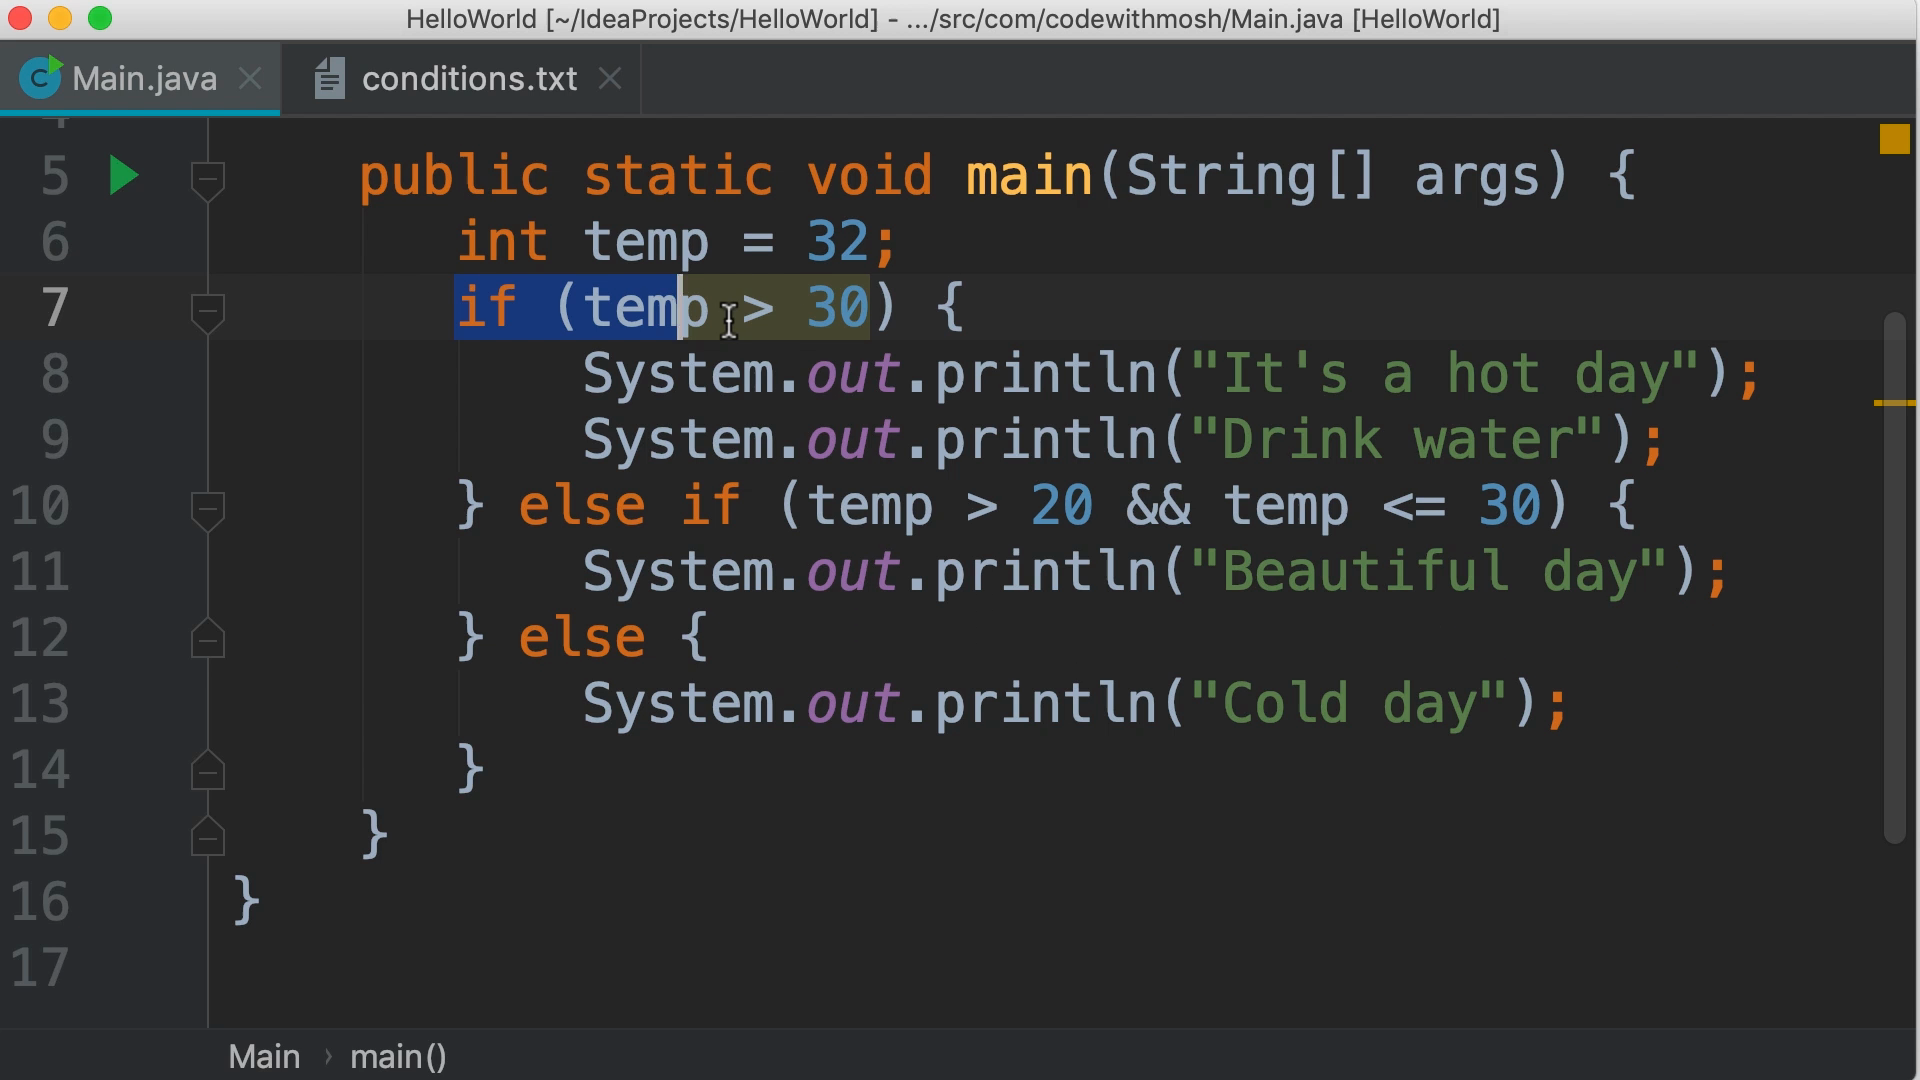 HelloWorld [~/IdeaProjects/HelloWorld] - .../src/com/codewithmosh/Main.java [HelloWorld]
Main.java conditions.txt
5 public static void main(String[] args) {
6 int temp = 32;
7 if (temp > 30) {
8 System.out.println("It's a hot day");
9 System.out.println("Drink water");
10 } else if (temp > 20 && temp <= 30) {
11 System.out.println("Beautiful day");
12 } else {
13 System.out.println("Cold day");
14 }
15 }
16 }
17
Main › main()